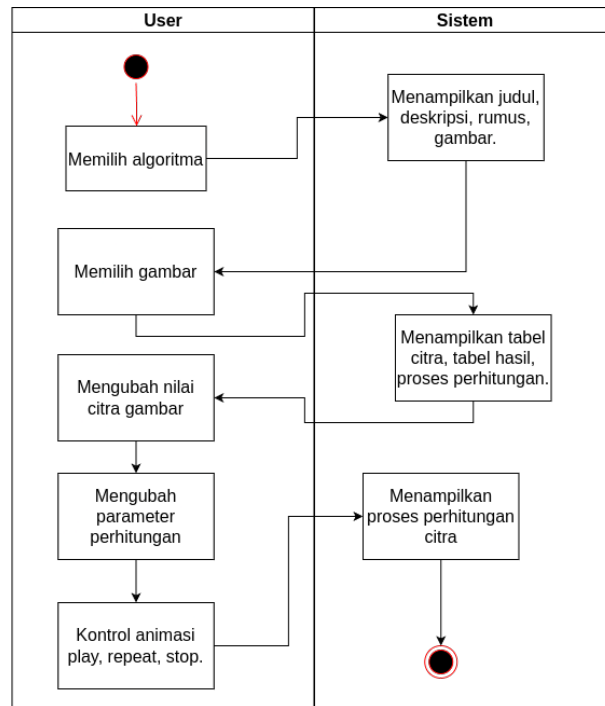 User
Sistem
Memilih algoritma
Menampilkan judul,
deskripsi, rumus,
gambar.
Memilih gambar
Menampilkan tabel
citra, tabel hasil,
proses perhitungan.
Mengubah nilai
citra gambar
Mengubah
parameter
perhitungan
Kontrol animasi
play, repeat, stop.
Menampilkan
proses perhitungan
citra